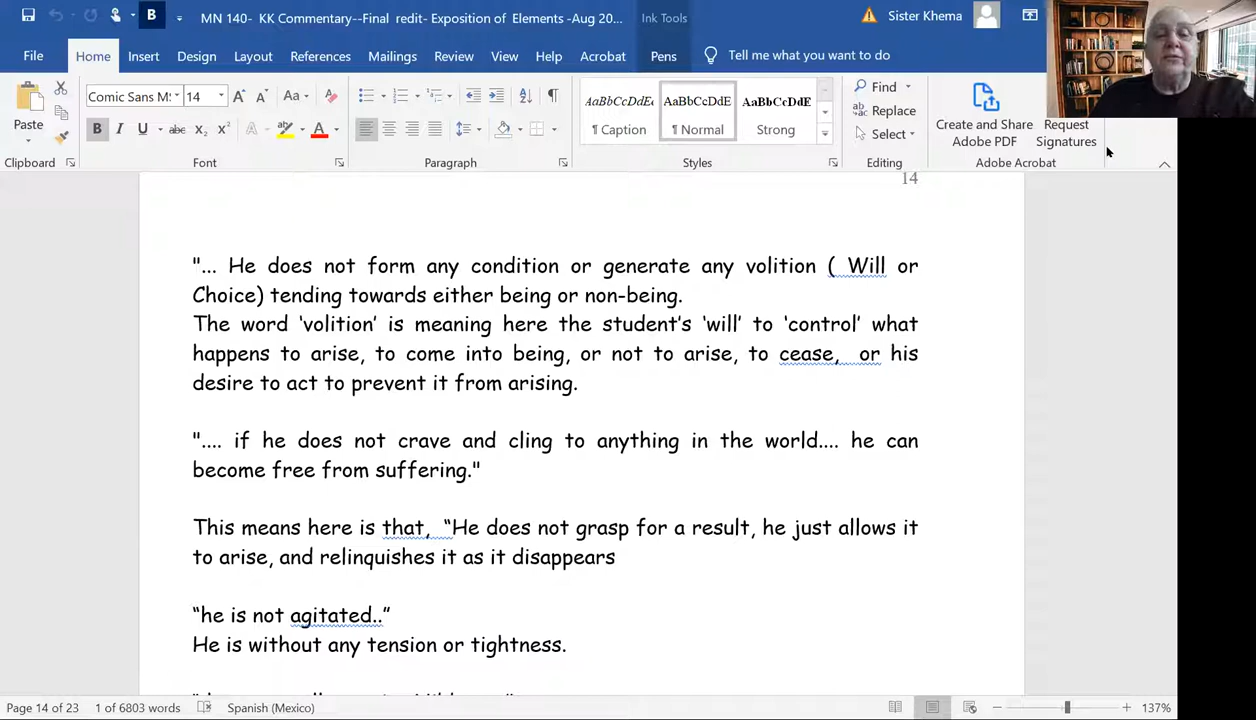 B
MN 140- KK Commentary--Final redit- Exposition of Elements -Aug 20...
Ink Tools
Sister Khema
File Home Insert Design Layout References Mailings Review View Help Acrobat Pens Tell me what you want to do
Paste
Clipboard
Comic Sans M 14
Aa
B I U abc x₂ x² A A
Font
Paragraph
AaBbCcDdEe AaBbCcDdE AaBbCcDdE
¶ Caption ¶ Normal Strong
Styles
Find
Replace
Select
Editing
Create and Share
Adobe PDF
Request
Signatures
Adobe Acrobat
14
"... He does not form any condition or generate any volition ( Will or
Choice) tending towards either being or non-being.
The word ‘volition’ is meaning here the student’s ‘will’ to ‘control’ what
happens to arise, to come into being, or not to arise, to cease, or his
desire to act to prevent it from arising.
".... if he does not crave and cling to anything in the world.... he can
become free from suffering."
This means here is that, “He does not grasp for a result, he just allows it
to arise, and relinquishes it as it disappears
“he is not agitated..”
He is without any tension or tightness.
Page 14 of 23 1 of 6803 words Spanish (Mexico) 137%